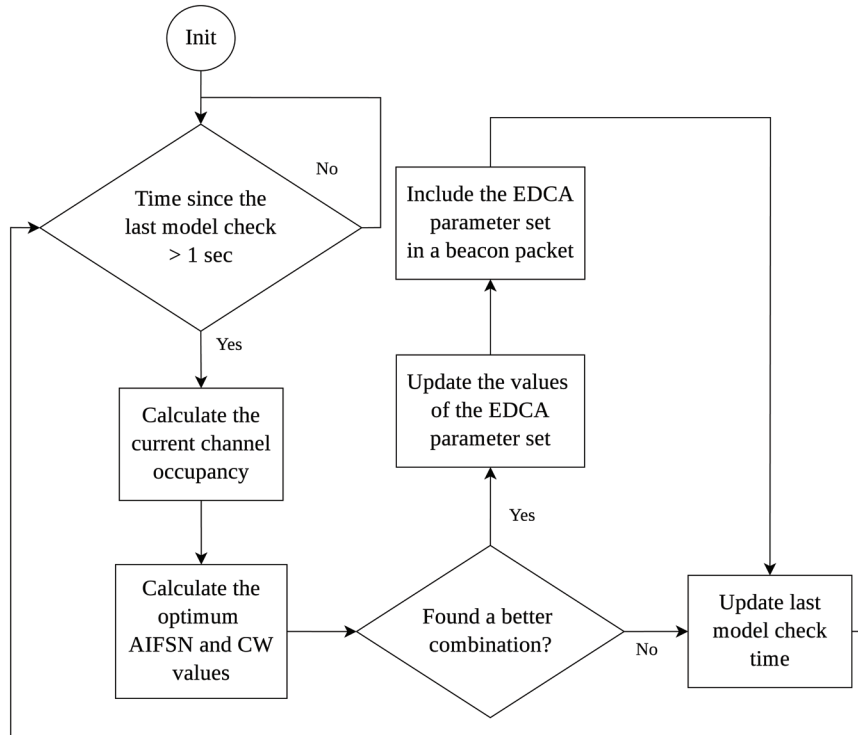 Init
Time since the
last model check
> 1 sec
No
Yes
Calculate the
current channel
occupancy
Calculate the
optimum
AIFSN and CW
values
Found a better
combination?
Yes
Update the values
of the EDCA
parameter set
Include the EDCA
parameter set
in a beacon packet
No
Update last
model check
time